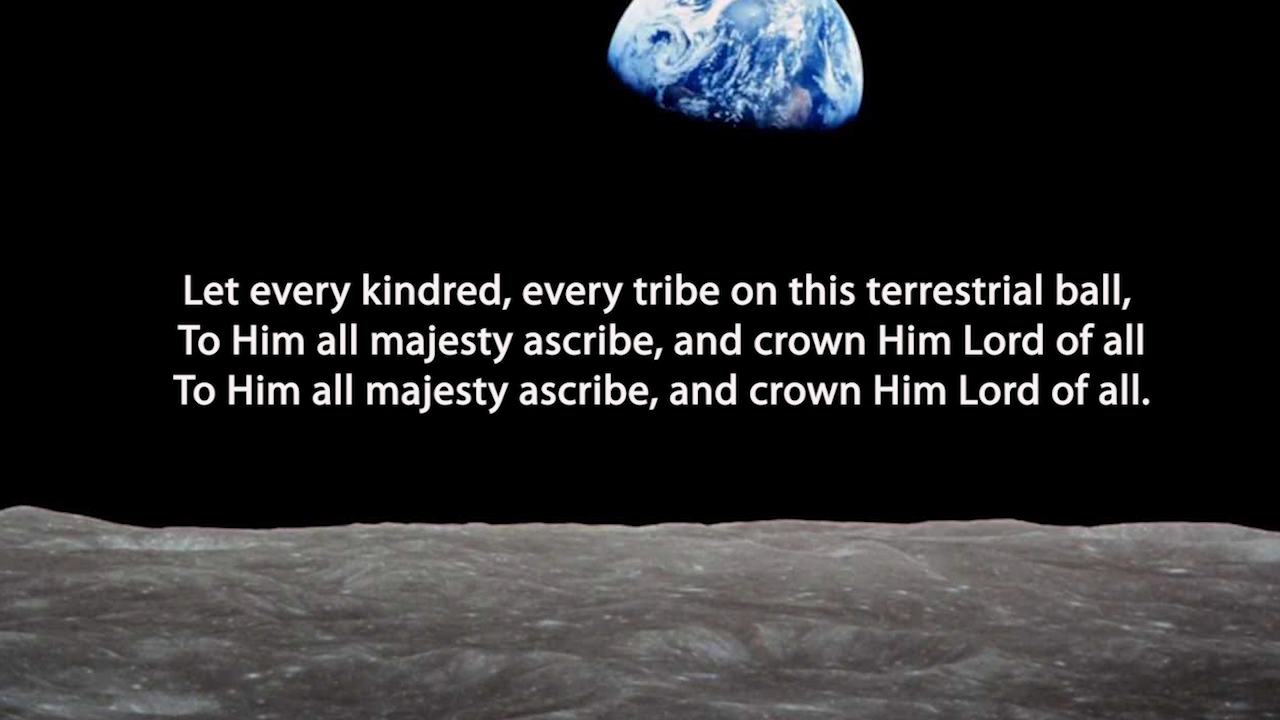 Let every kindred, every tribe on this terrestrial ball,
To Him all majesty ascribe, and crown Him Lord of all
To Him all majesty ascribe, and crown Him Lord of all.